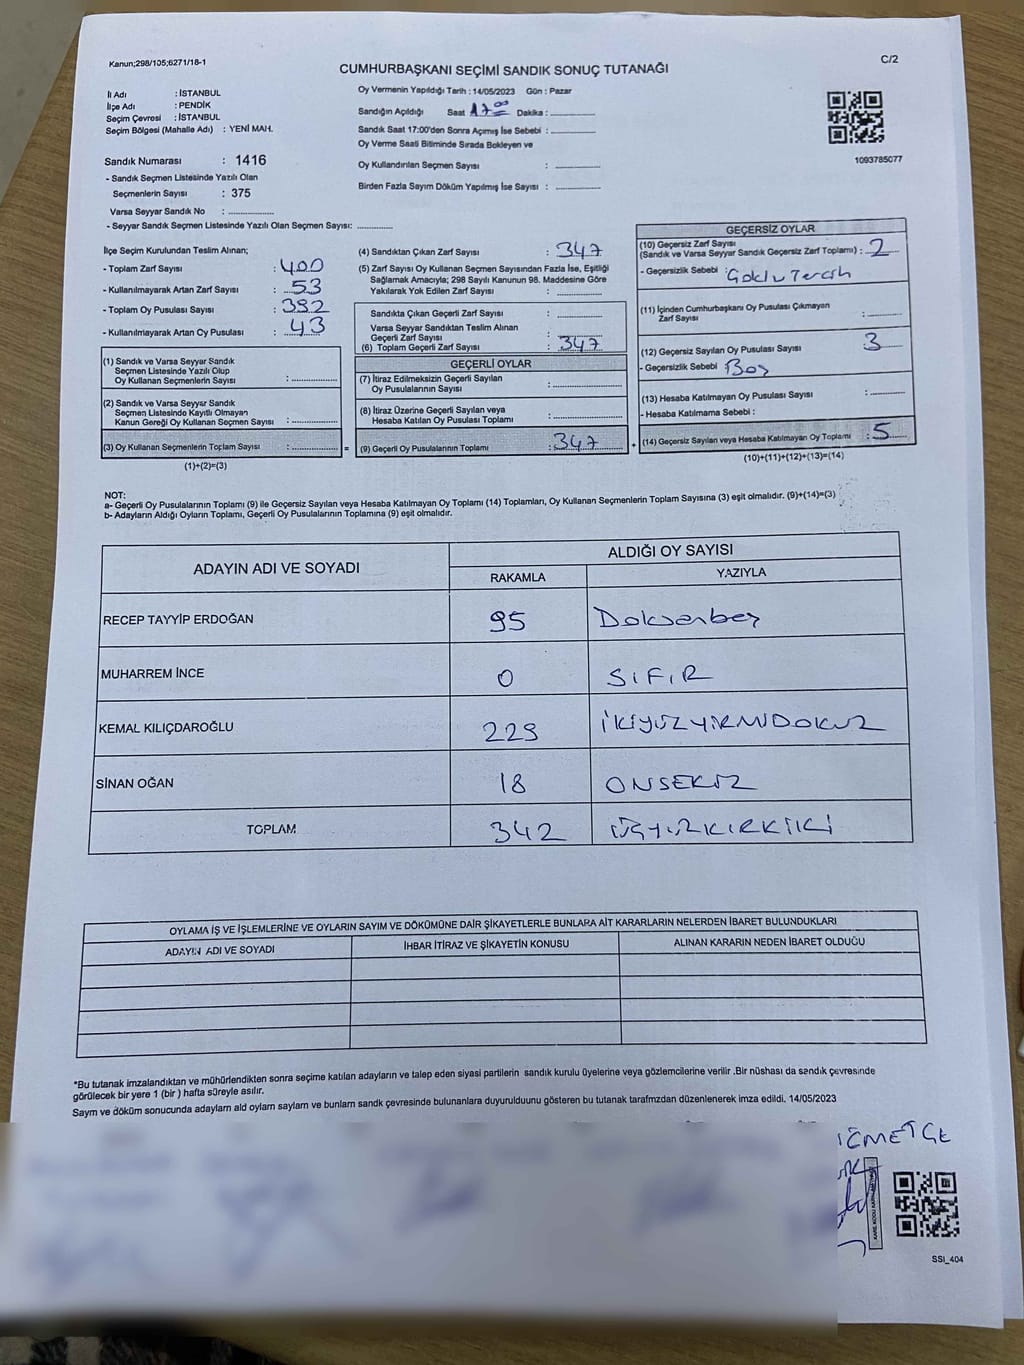 Kanun;298/105;6271/18-1
C/2
CUMHURBAŞKANI SEÇİMİ SANDIK SONUÇ TUTANAĞI
İl Adı : İSTANBUL
İlçe Adı : PENDİK
Seçim Çevresi : İSTANBUL
Seçim Bölgesi (Mahalle Adı) : YENİ MAH.
Sandık Numarası : 1416
- Sandık Seçmen Listesinde Yazılı Olan
Seçmenlerin Sayısı : 375
Varsa Seyyar Sandık No : ..............
- Seyyar Sandık Seçmen Listesinde Yazılı Olan Seçmen Sayısı: ............
Oy Vermenin Yapıldığı Tarih : 14/05/2023 Gün : Pazar
Sandığın Açıldığı Saat 17:00 Dakika : ..............
Sandık Saat 17:00'den Sonra Açılmış İse Sebebi : ..............
Oy Verme Saati Bitiminde Sırada Bekleyen ve
Oy Kullandırılan Seçmen Sayısı : ..............
Birden Fazla Sayım Döküm Yapılmış İse Sayısı : ..............
1093785077
İlçe Seçim Kurulundan Teslim Alınan;
- Toplam Zarf Sayısı : 400
- Kullanılmayarak Artan Zarf Sayısı : 53
- Toplam Oy Pusulası Sayısı : 392
- Kullanılmayarak Artan Oy Pusulası : 43
(1) Sandık ve Varsa Seyyar Sandık
Seçmen Listesinde Yazılı Olup
Oy Kullanan Seçmenlerin Sayısı : ..............
(2) Sandık ve Varsa Seyyar Sandık
Seçmen Listesinde Kayıtlı Olmayan
Kanun Gereği Oy Kullanan Seçmen Sayısı : ..............
(3) Oy Kullanan Seçmenlerin Toplam Sayısı : .............. =
(1)+(2)=(3)
(4) Sandıktan Çıkan Zarf Sayısı : 347
(5) Zarf Sayısı Oy Kullanan Seçmen Sayısından Fazla İse, Eşitliği
Sağlamak Amacıyla; 298 Sayılı Kanunun 98. Maddesine Göre
Yakılarak Yok Edilen Zarf Sayısı : ..............
Sandıkta Çıkan Geçerli Zarf Sayısı : ..............
Varsa Seyyar Sandıktan Teslim Alınan
Geçerli Zarf Sayısı : ..............
(6) Toplam Geçerli Zarf Sayısı : 347
GEÇERLİ OYLAR
(7) İtiraz Edilmeksizin Geçerli Sayılan
Oy Pusulalarının Sayısı : ..............
(8) İtiraz Üzerine Geçerli Sayılan veya
Hesaba Katılan Oy Pusulası Toplamı : ..............
(9) Geçerli Oy Pusulalarının Toplamı : 347 +
GEÇERSİZ OYLAR
(10) Geçersiz Zarf Sayısı
(Sandık ve Varsa Seyyar Sandık Geçersiz Zarf Toplamı) : 2
- Geçersizlik Sebebi :
(11) İçinden Cumhurbaşkanı Oy Pusulası Çıkmayan
Zarf Sayısı : ..............
(12) Geçersiz Sayılan Oy Pusulası Sayısı 3
- Geçersizlik Sebebi : Boş
(13) Hesaba Katılmayan Oy Pusulası Sayısı : ..............
- Hesaba Katılmama Sebebi :
(14) Geçersiz Sayılan veya Hesaba Katılmayan Oy Toplamı : 5
(10)+(11)+(12)+(13)=(14)
NOT:
a- Geçerli Oy Pusulalarının Toplamı (9) ile Geçersiz Sayılan veya Hesaba Katılmayan Oy Toplamı (14) Toplamları, Oy Kullanan Seçmenlerin Toplam Sayısına (3) eşit olmalıdır. (9)+(14)=(3)
b- Adayların Aldığı Oyların Toplamı, Geçerli Oy Pusulalarının Toplamına (9) eşit olmalıdır.
ADAYIN ADI VE SOYADI
ALDIĞI OY SAYISI
RAKAMLA YAZIYLA
RECEP TAYYİP ERDOĞAN 95 Doksanbeş
MUHARREM İNCE 0 SIFIR
KEMAL KILIÇDAROĞLU 229 İKİYÜZYİRMİDOKUZ
SİNAN OĞAN 18 ONSEKİZ
TOPLAM 342 ÜÇYÜZKIRKİKİ
OYLAMA İŞ VE İŞLEMLERİNE VE OYLARIN SAYIM VE DÖKÜMÜNE DAİR ŞİKAYETLERLE BUNLARA AİT KARARLARIN NELERDEN İBARET BULUNDUKLARI
ADAYIN ADI VE SOYADI İHBAR İTİRAZ VE ŞİKAYETİN KONUSU ALINAN KARARIN NEDEN İBARET OLDUĞU
*Bu tutanak imzalandıktan ve mühürlendikten sonra seçime katılan adayların ve talep eden siyasi partilerin sandık kurulu üyelerine veya gözlemcilerine verilir .Bir nüshası da sandık çevresinde
görülecek bir yere 1 (bir ) hafta süreyle asılır.
Saym ve döküm sonucunda adaylarn ald oylarn saylarn ve bunlarn sandk çevresinde bulunanlara duyurulduunu gösteren bu tutanak tarafmzdan düzenlenerek imza edildi. 14/05/2023
SSI_404